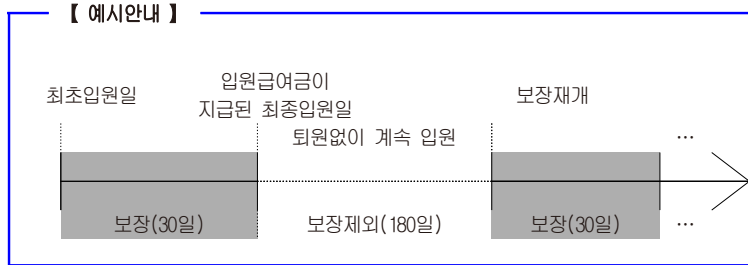 【 예시안내 】
최초입원일
입원급여금이
지급된 최종입원일
보장재개
퇴원없이 계속 입원
…
보장(30일)
보장제외(180일)
보장(30일)
…